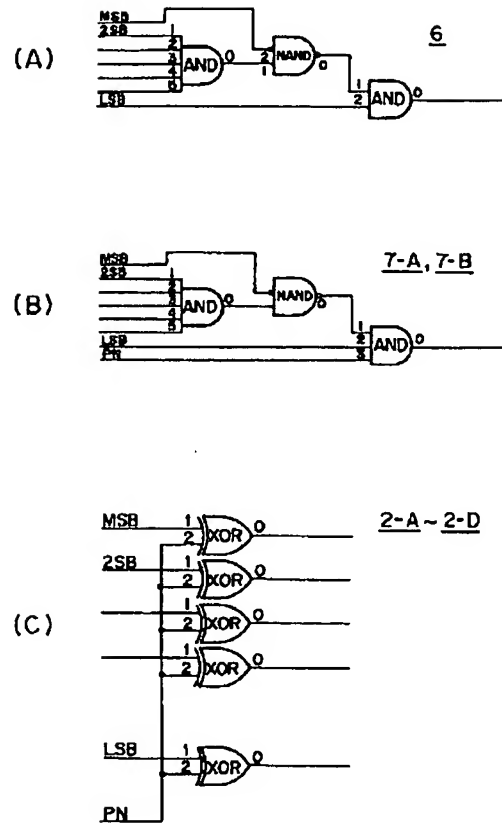 MSB
2SB
1
2
3
4
5
LSB
AND
0
2
1
NAND
0
1
2
AND
0
6
(A)
MSB
2SB
1
2
3
4
5
LSB
PN
AND
0
NAND
0
1
2
3
AND
0
7-A, 7-B
(B)
MSB
1
2
XOR
0
2-A ~ 2-D
2SB
1
2
XOR
0
1
2
XOR
0
(C)
1
2
XOR
0
LSB
1
2
XOR
0
PN